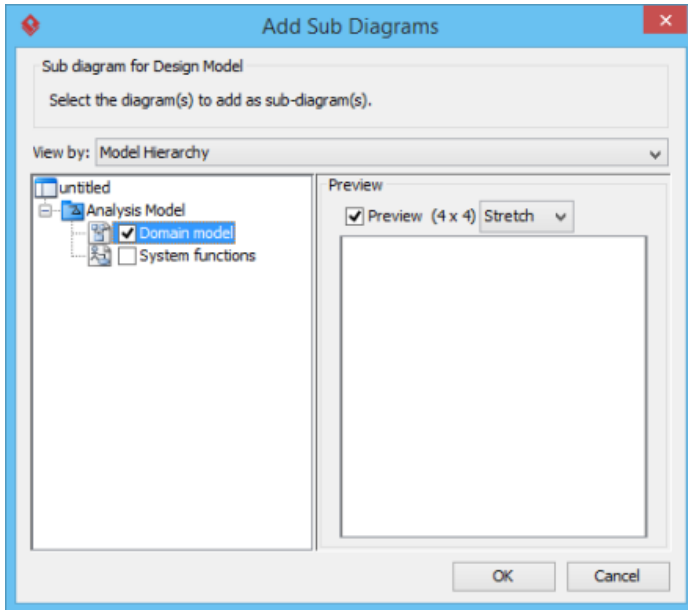 Add Sub Diagrams
Sub diagram for Design Model
Select the diagram(s) to add as sub-diagram(s).
View by: Model Hierarchy
untitled
Analysis Model
Domain model
System functions
Preview
Preview (4 x 4) Stretch
OK Cancel